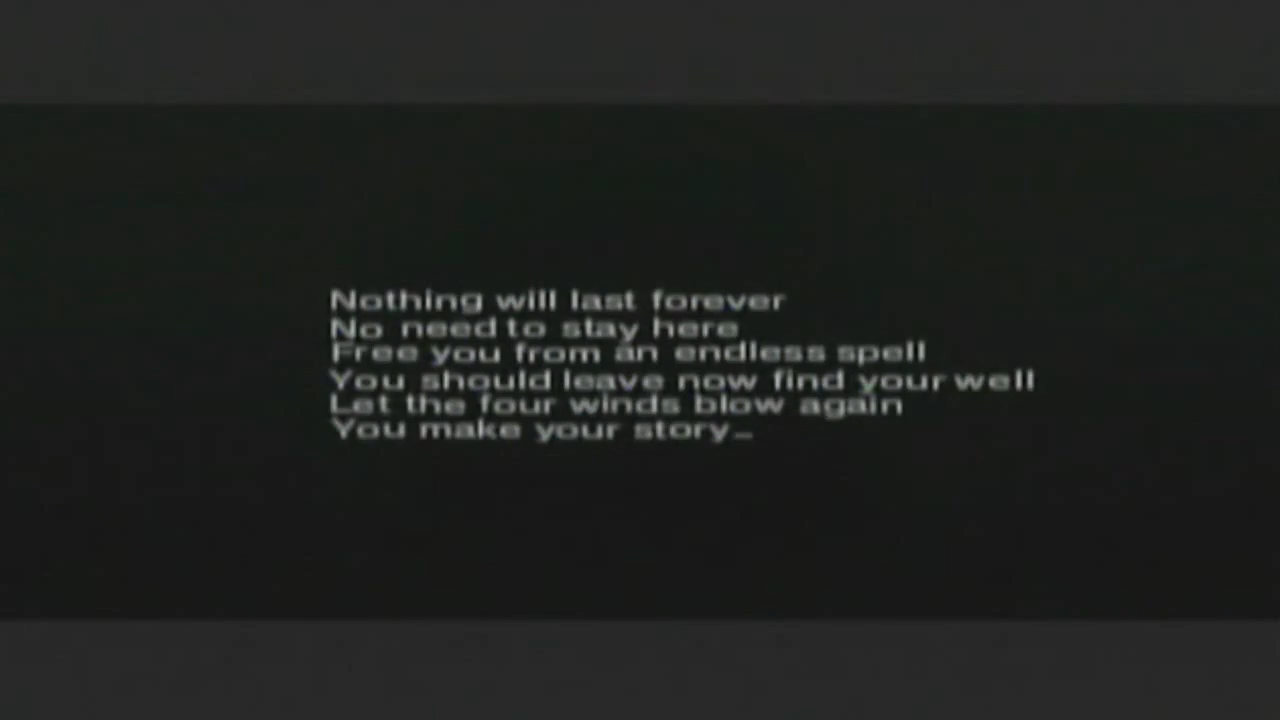 Nothing will last forever
No need to stay here
Free you from an endless spell
You should leave now find your well
Let the four winds blow again
You make your story...